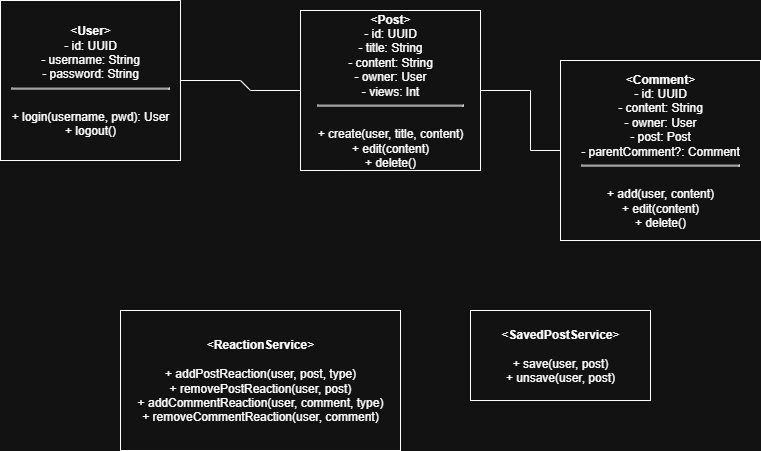 <User>
- id: UUID
- username: String
- password: String
+ login(username, pwd): User
+ logout()
<Post>
- id: UUID
- title: String
- content: String
- owner: User
- views: Int
+ create(user, title, content)
+ edit(content)
+ delete()
<Comment>
- id: UUID
- content: String
- owner: User
- post: Post
- parentComment?: Comment
+ add(user, content)
+ edit(content)
+ delete()
<ReactionService>
+ addPostReaction(user, post, type)
+ removePostReaction(user, post)
+ addCommentReaction(user, comment, type)
+ removeCommentReaction(user, comment)
<SavedPostService>
+ save(user, post)
+ unsave(user, post)